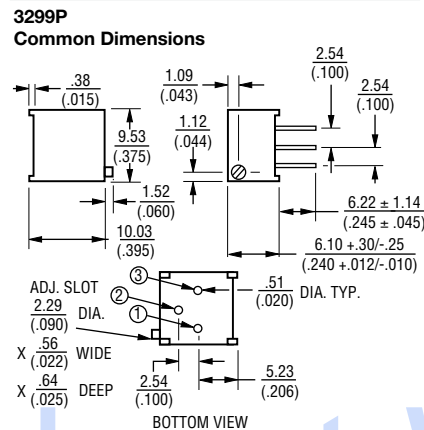 3299P
Common Dimensions
.38
(.015)
1.09
(.043)
2.54
(.100)
2.54
(.100)
1.12
(.044)
9.53
(.375)
1.52
(.060)
10.03
(.395)
6.22 ± 1.14
(.245 ± .045)
6.10 +.30/-.25
(.240 +.012/-.010)
ADJ. SLOT
2.29
(.090) DIA.
X .56
(.022) WIDE
X .64
(.025) DEEP
③
②
①
.51
(.020) DIA. TYP.
2.54
(.100)
5.23
(.206)
BOTTOM VIEW